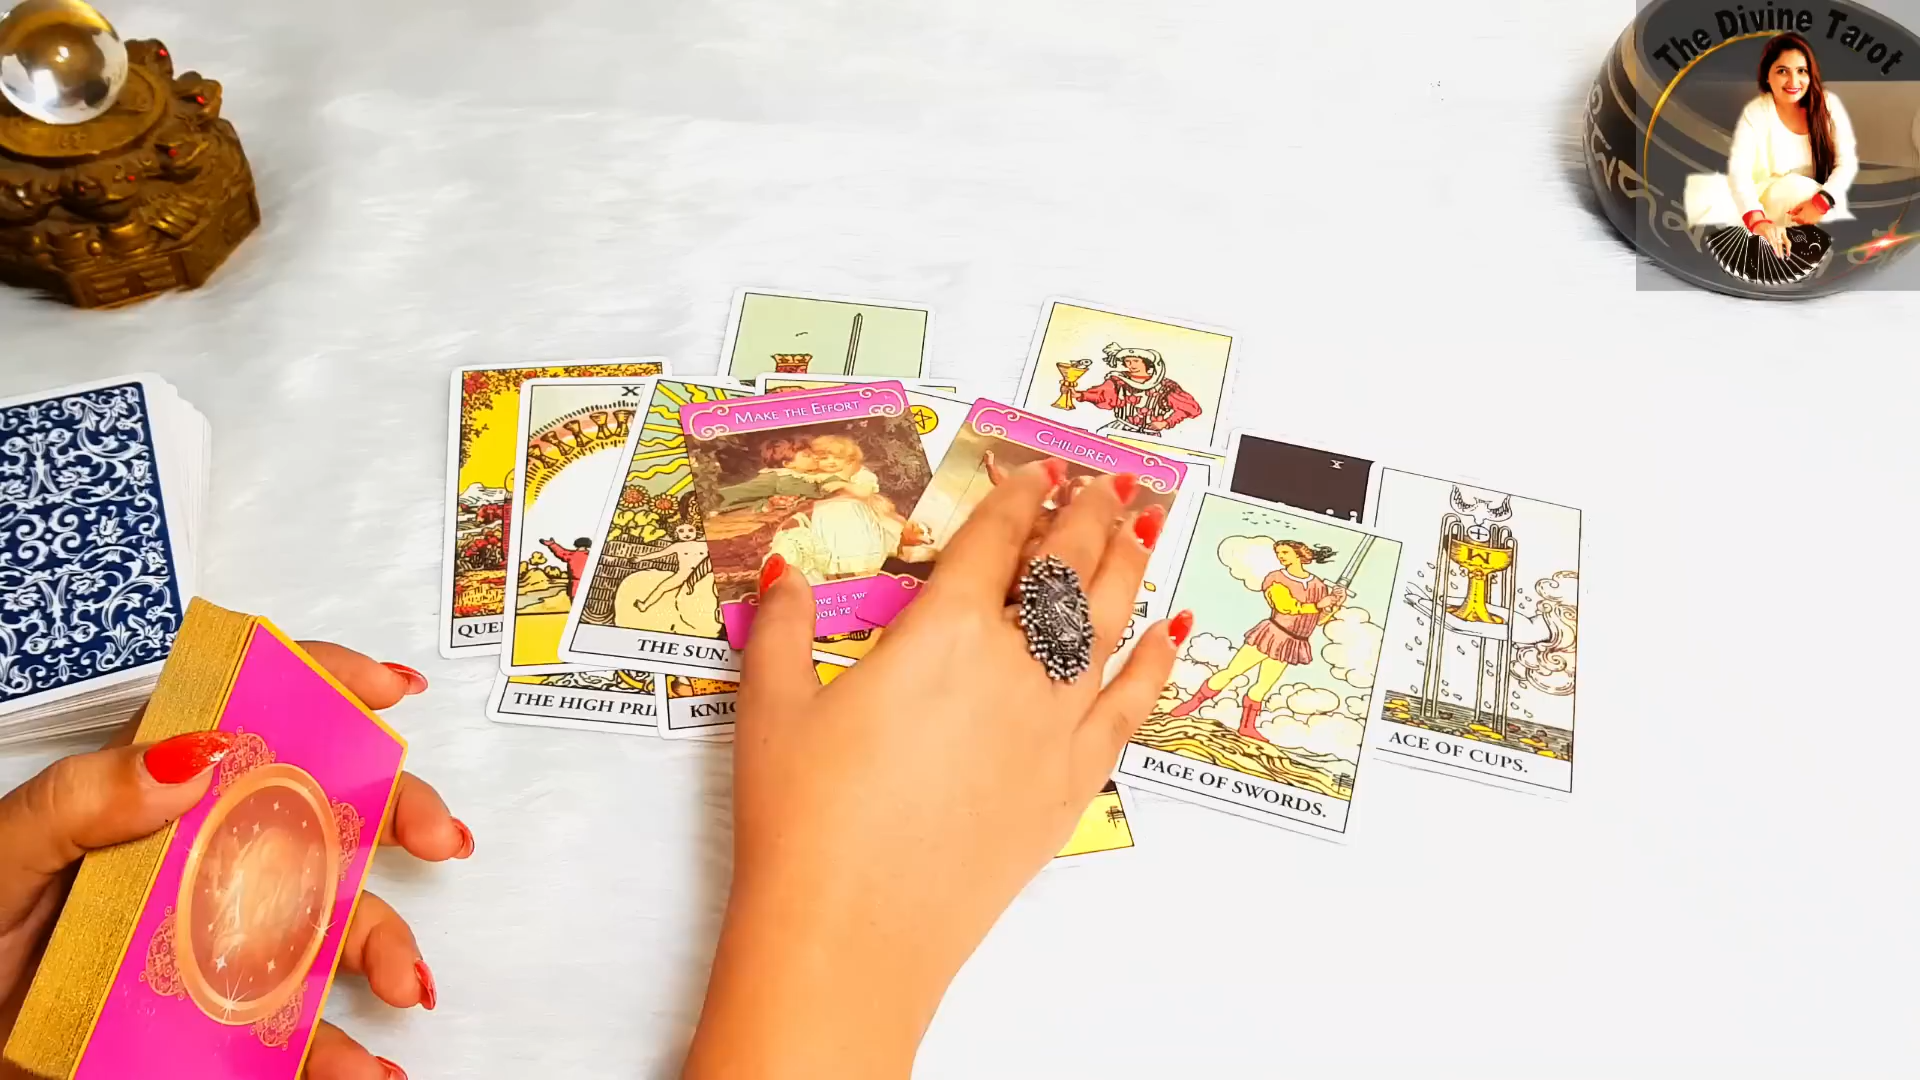 The Divine Tarot
MAKE THE EFFORT
CHILDREN
X
QUE
THE SUN.
THE HIGH PRI
KNI
PAGE OF SWORDS.
ACE OF CUPS.